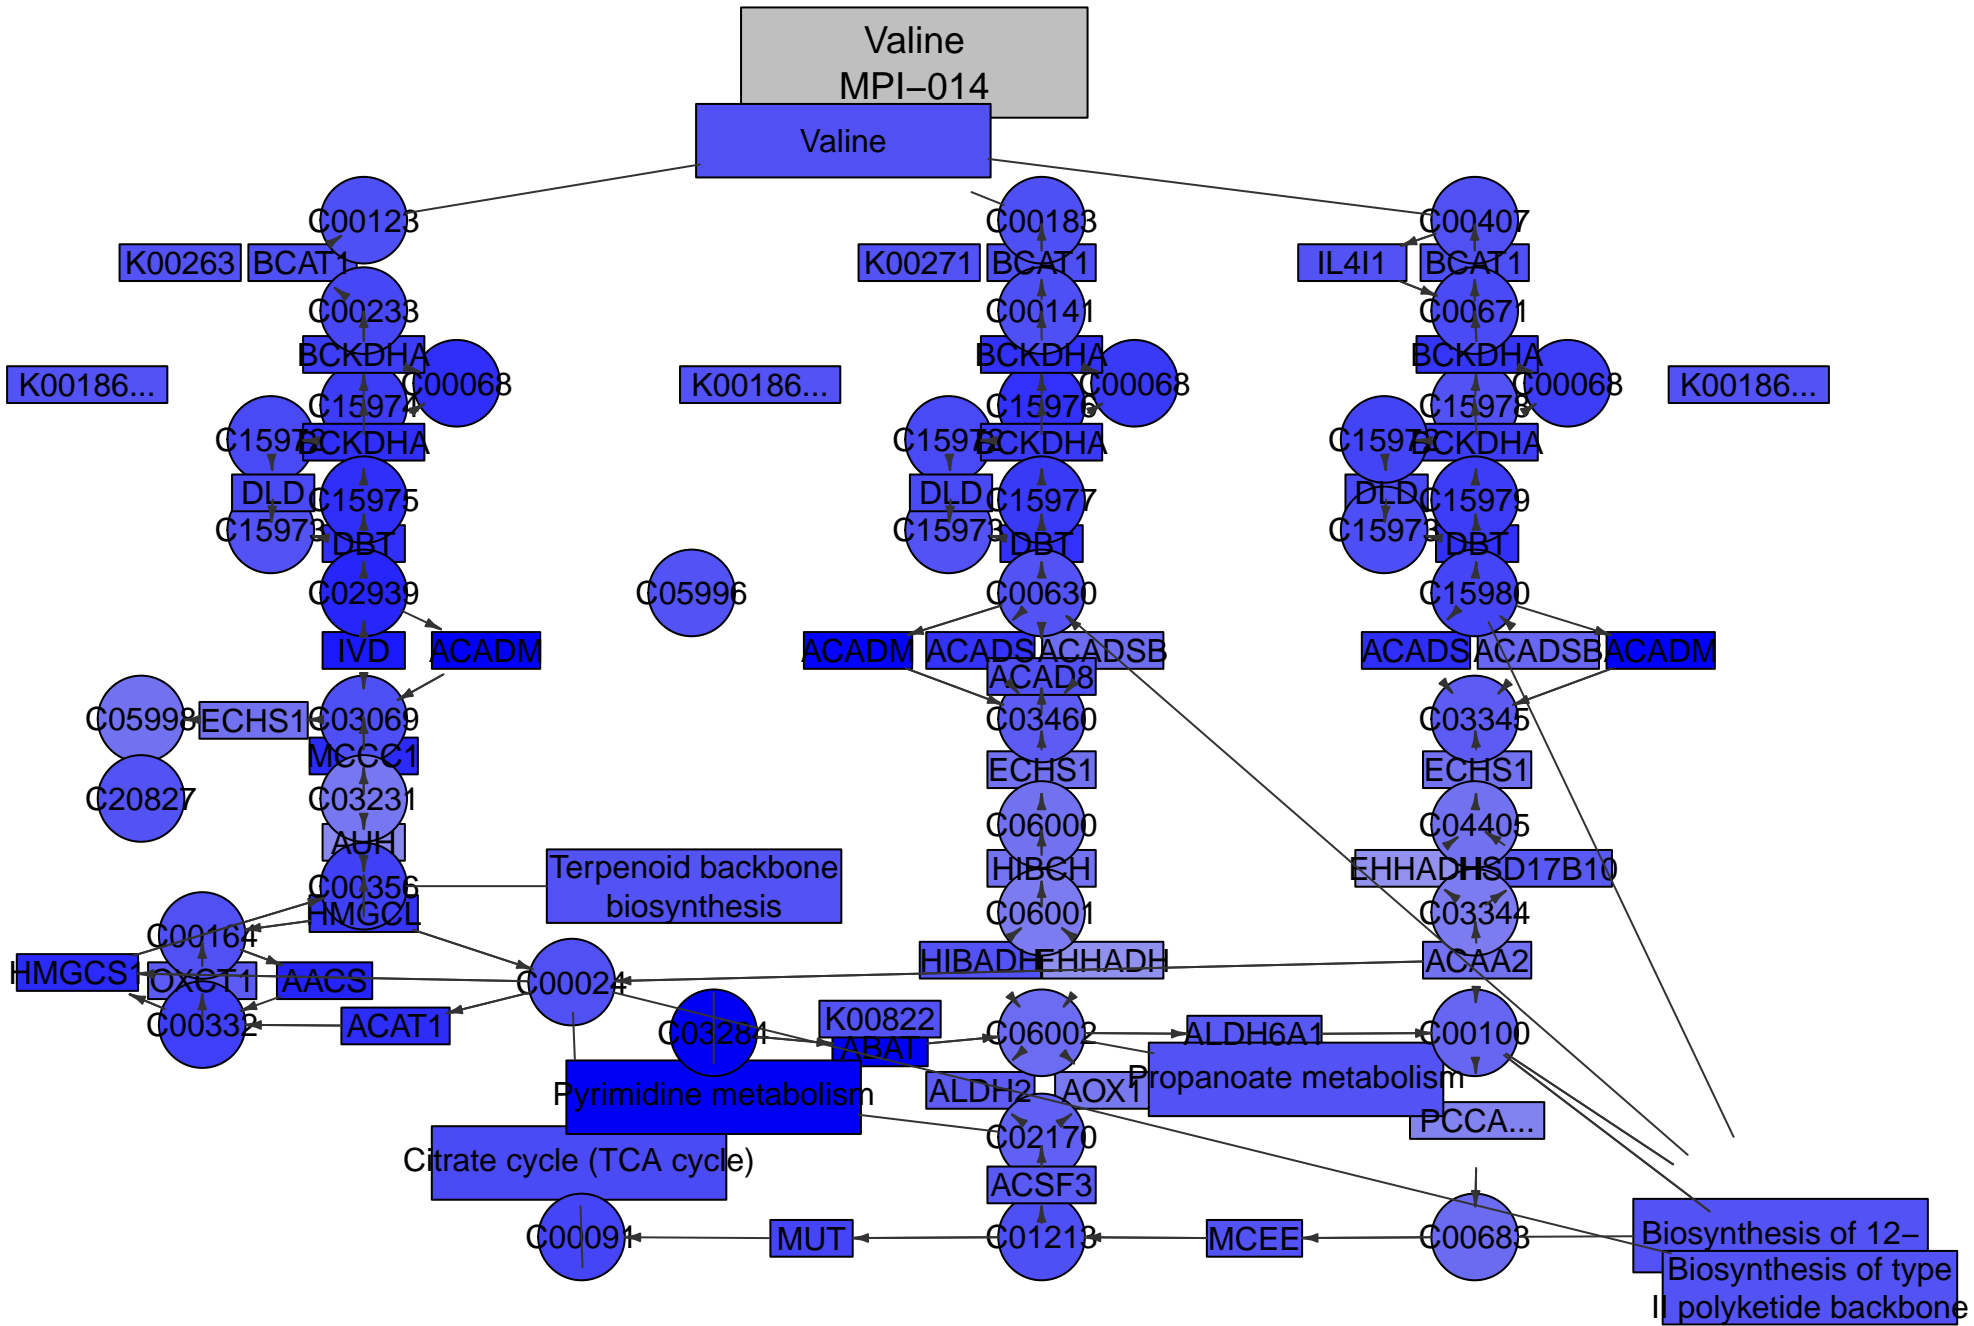 Valine
MPI−014
Valine
C00123
C00183
C00407
K00263
BCAT1
K00271
BCAT1
IL4I1
BCAT1
C00233
C00141
C00671
BCKDHA
BCKDHA
BCKDHA
K00186...
C00068
K00186...
C00068
C00068
K00186...
C15974
C15976
C15978
C15972
BCKDHA
C15972
BCKDHA
C15972
BCKDHA
DLD
C15975
DLD
C15977
DLD
C15979
C15973
DBT
C15973
DBT
C15973
DBT
C02939
C05996
C00630
C15980
IVD
ACADM
ACADM
ACADS
ACADSB
ACADS
ACADSB
ACADM
ACAD8
C05998
ECHS1
C03069
C03460
C03345
MCCC1
ECHS1
ECHS1
C20827
C03231
C06000
C04405
AUH
Terpenoid backbone
biosynthesis
HIBCH
EHHADH
HSD17B10
C00356
HMGCL
C06001
C03344
C00164
HMGCS1
OXCT1
AACS
C00024
HIBADH
EHHADH
ACAA2
C00332
ACAT1
C03284
K00822
ABAT
C06002
ALDH6A1
C00100
Pyrimidine metabolism
ALDH2
AOX1
Propanoate metabolism
PCCA...
C02170
Citrate cycle (TCA cycle)
ACSF3
C00091
MUT
C01213
MCEE
C00683
Biosynthesis of 12−
Biosynthesis of type
II polyketide backbone